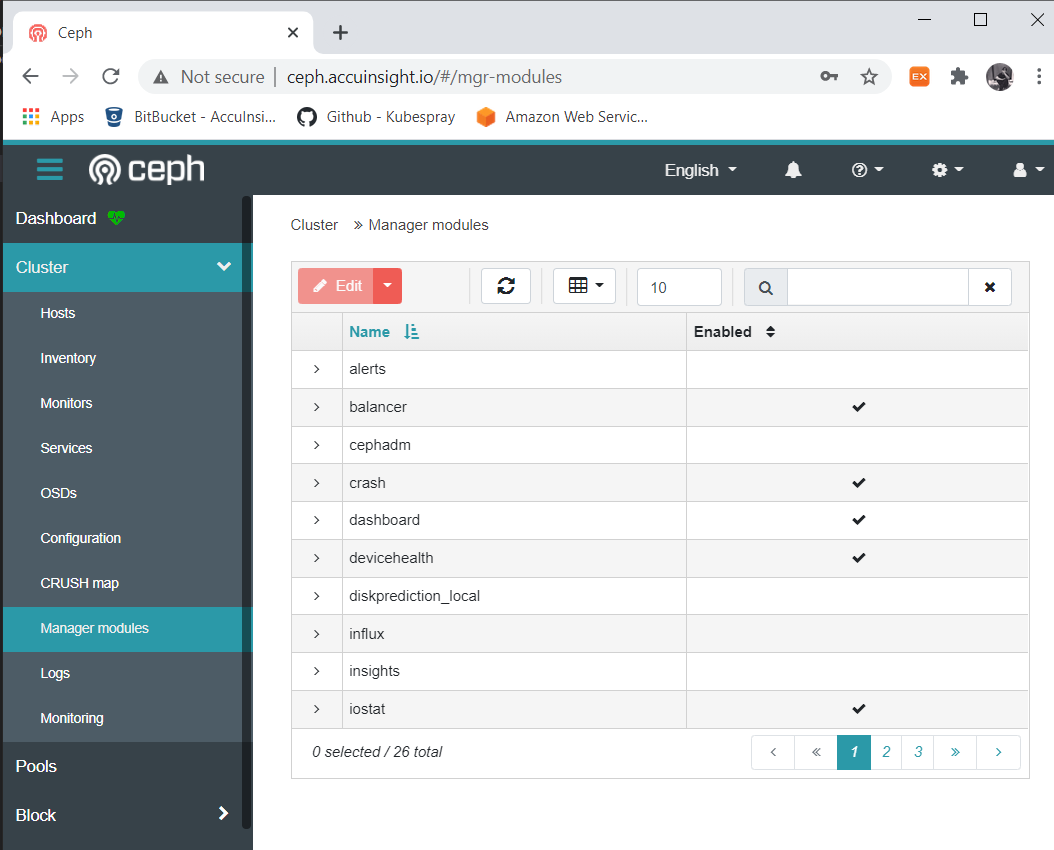 Ceph
Not secure | ceph.accuinsight.io/#/mgr-modules
EX
Apps BitBucket - AccuInsi... Github - Kubespray Amazon Web Servic...
ceph English
Dashboard
Cluster
Hosts
Inventory
Monitors
Services
OSDs
Configuration
CRUSH map
Manager modules
Logs
Monitoring
Pools
Block
Cluster » Manager modules
Edit 10
Name Enabled
alerts
balancer
cephadm
crash
dashboard
devicehealth
diskprediction_local
influx
insights
iostat
0 selected / 26 total
1 2 3